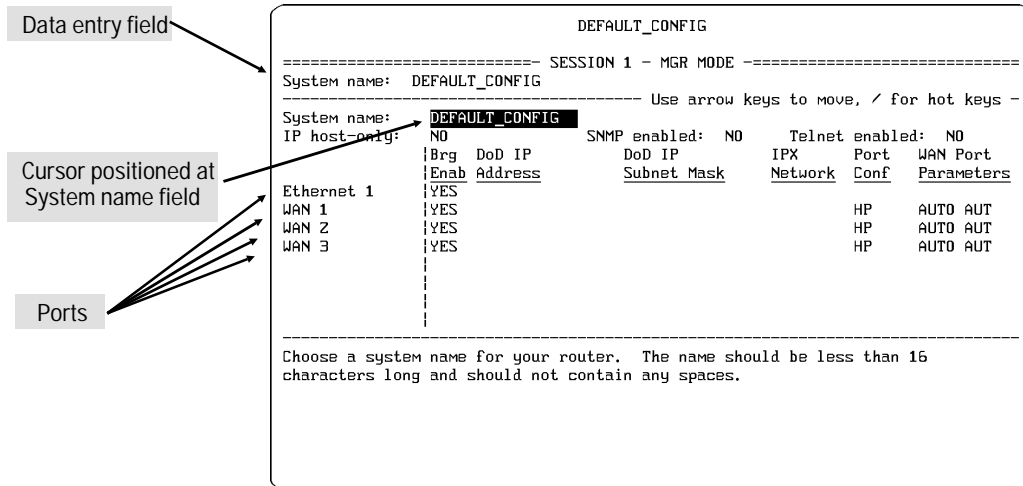 Data entry field
DEFAULT_CONFIG
============================- SESSION 1 - MGR MODE -==============================
System name: DEFAULT_CONFIG
---------------------------------------- Use arrow keys to move, / for hot keys -
System name: DEFAULT_CONFIG
IP host-only: NO SNMP enabled: NO Telnet enabled: NO
Brg DoD IP DoD IP IPX Port WAN Port
Enab Address Subnet Mask Network Conf Parameters
Cursor positioned at
System name field
Ethernet 1 YES
WAN 1 YES HP AUTO AUT
WAN 2 YES HP AUTO AUT
WAN 3 YES HP AUTO AUT
Ports
Choose a system name for your router. The name should be less than 16
characters long and should not contain any spaces.